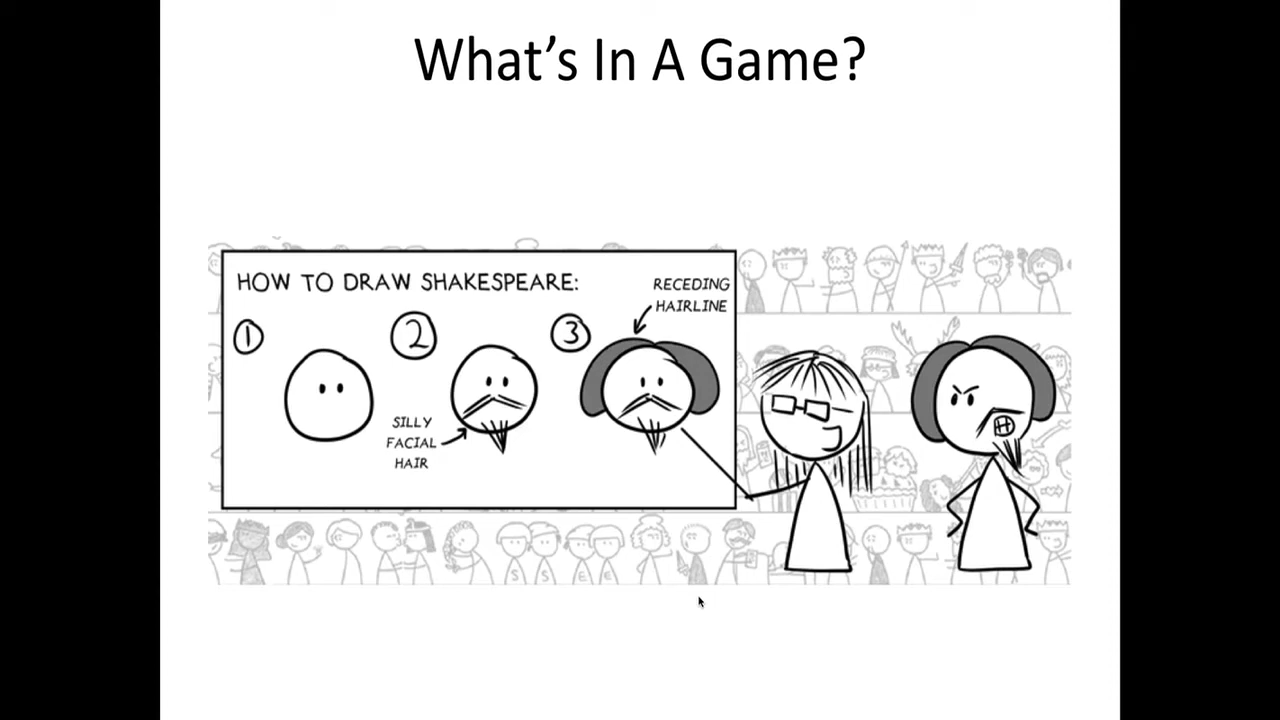 What's In A Game?
HOW TO DRAW SHAKESPEARE:
RECEDING
HAIRLINE
1
2
3
SILLY
FACIAL
HAIR
S S E E